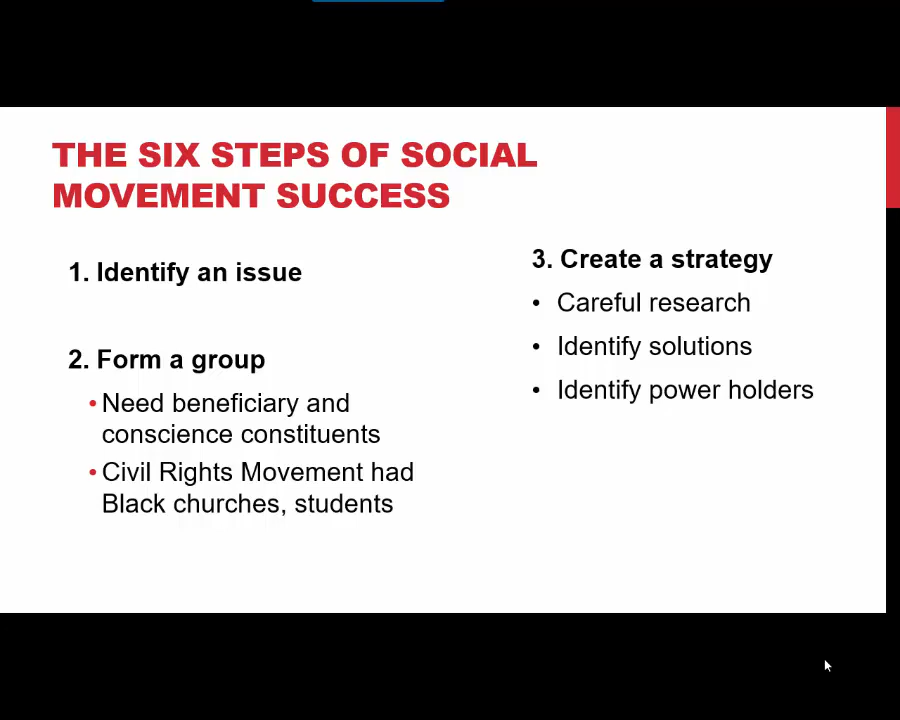 THE SIX STEPS OF SOCIAL
MOVEMENT SUCCESS
1. Identify an issue
2. Form a group
• Need beneficiary and
conscience constituents
• Civil Rights Movement had
Black churches, students
3. Create a strategy
• Careful research
• Identify solutions
• Identify power holders